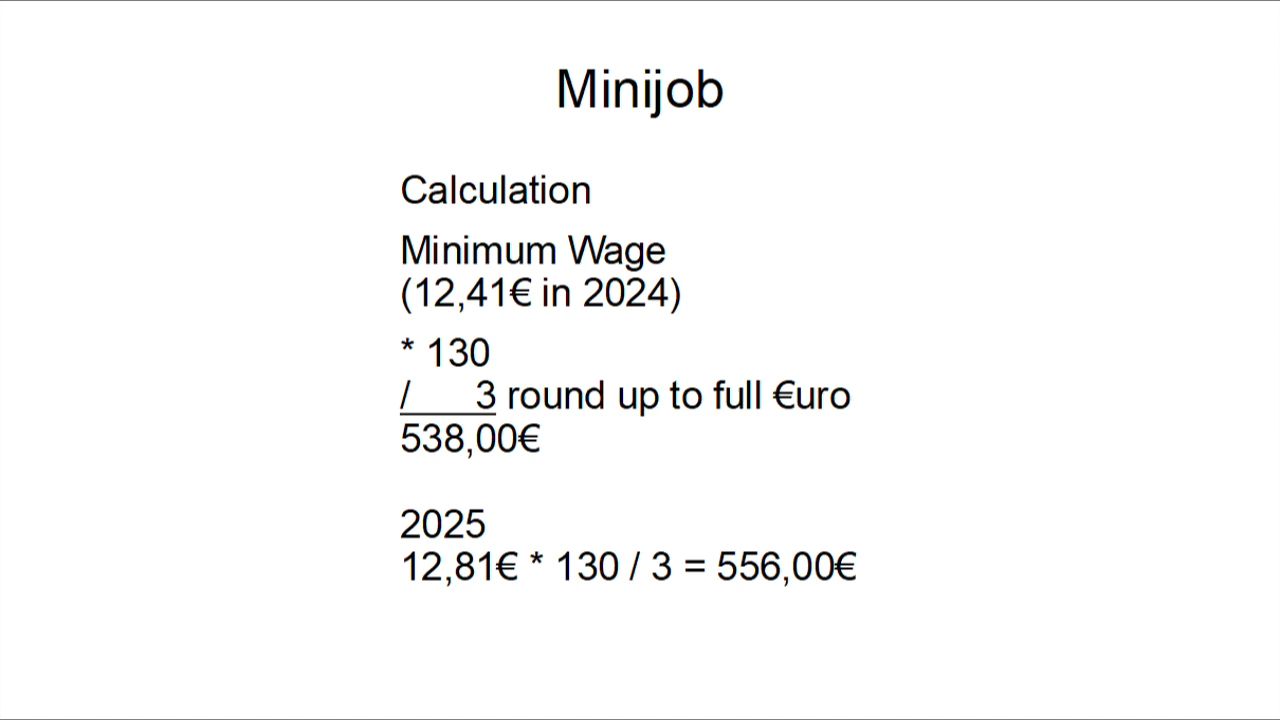 Minijob
Calculation
Minimum Wage
(12,41€ in 2024)
* 130
/ 3 round up to full €uro
538,00€
2025
12,81€ * 130 / 3 = 556,00€